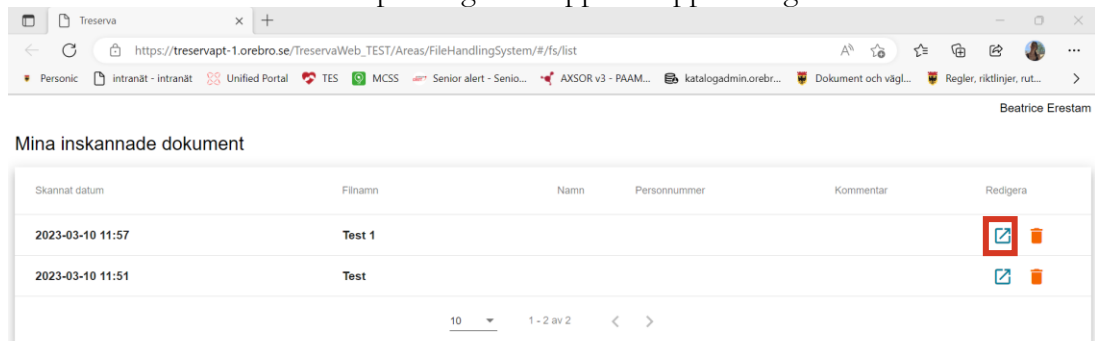 Treserva
https://treservapt-1.orebro.se/TreservaWeb_TEST/Areas/FileHandlingSystem/#/fs/list
Personic intranät - intranät Unified Portal TES MCSS Senior alert - Senio... AXSOR v3 - PAAM... katalogadmin.orebr... Dokument och vägl... Regler, riktlinjer, rut...
Beatrice Erestam
Mina inskannade dokument
Skannat datum Filnamn Namn Personnummer Kommentar Redigera
2023-03-10 11:57 Test 1
2023-03-10 11:51 Test
10 1 - 2 av 2